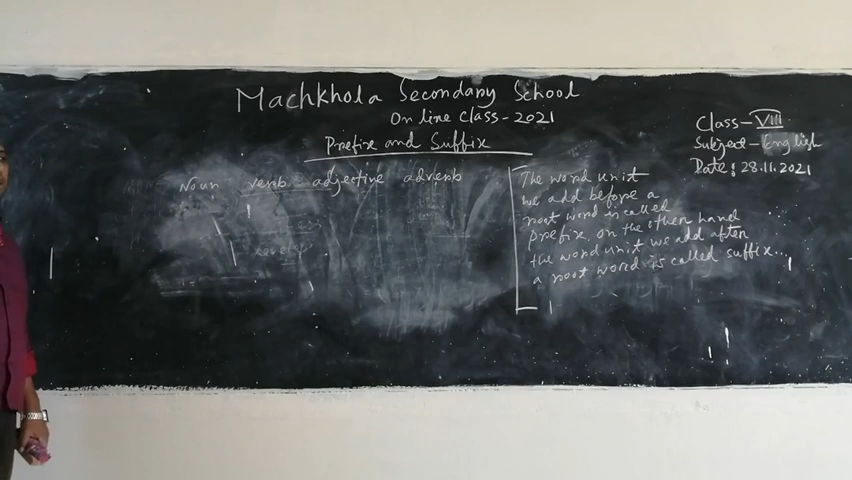 Machkhola Secondary School
On line class - 2021
Prefix and Suffix
Class - VIII
Subject - English
Date : 28.11.2021
Noun verb adjective adverb
The word unit
we add before a
root word is called
prefix, on the other hand
the word unit we add after
a root word is called suffix...